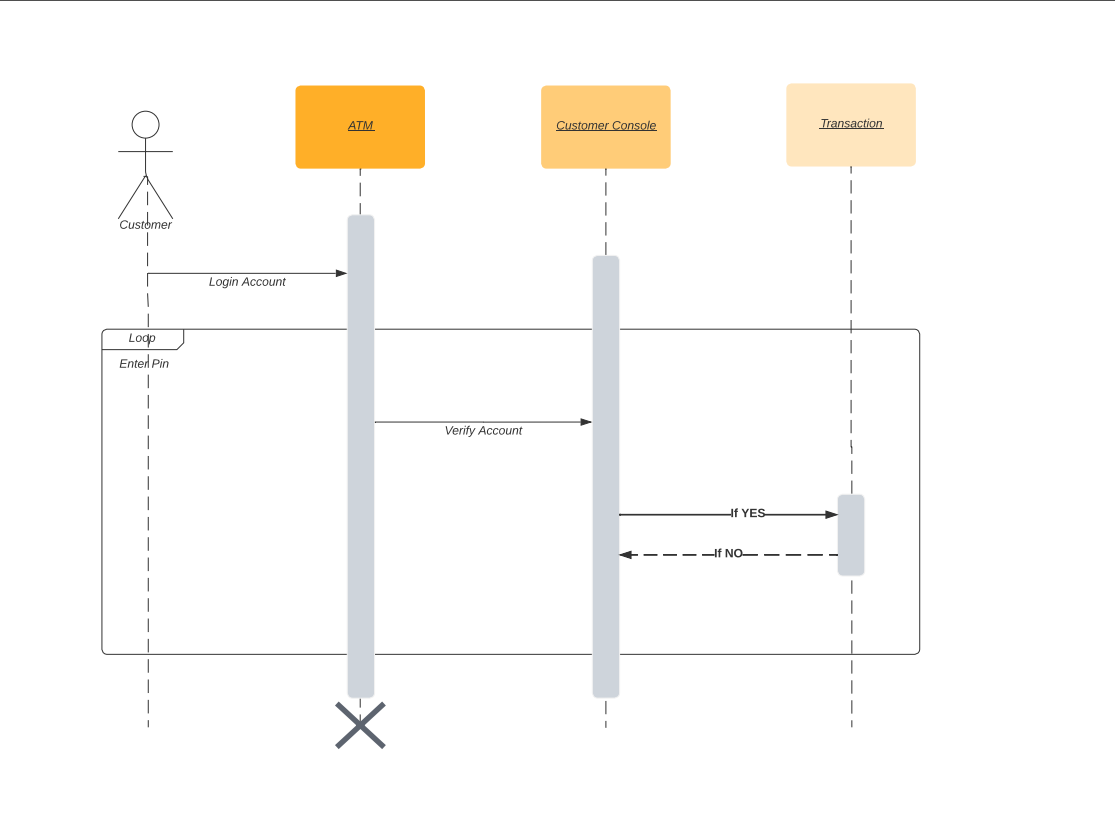 ATM
Customer Console
Transaction
Customer
Login Account
Loop
Enter Pin
Verify Account
If YES
If NO